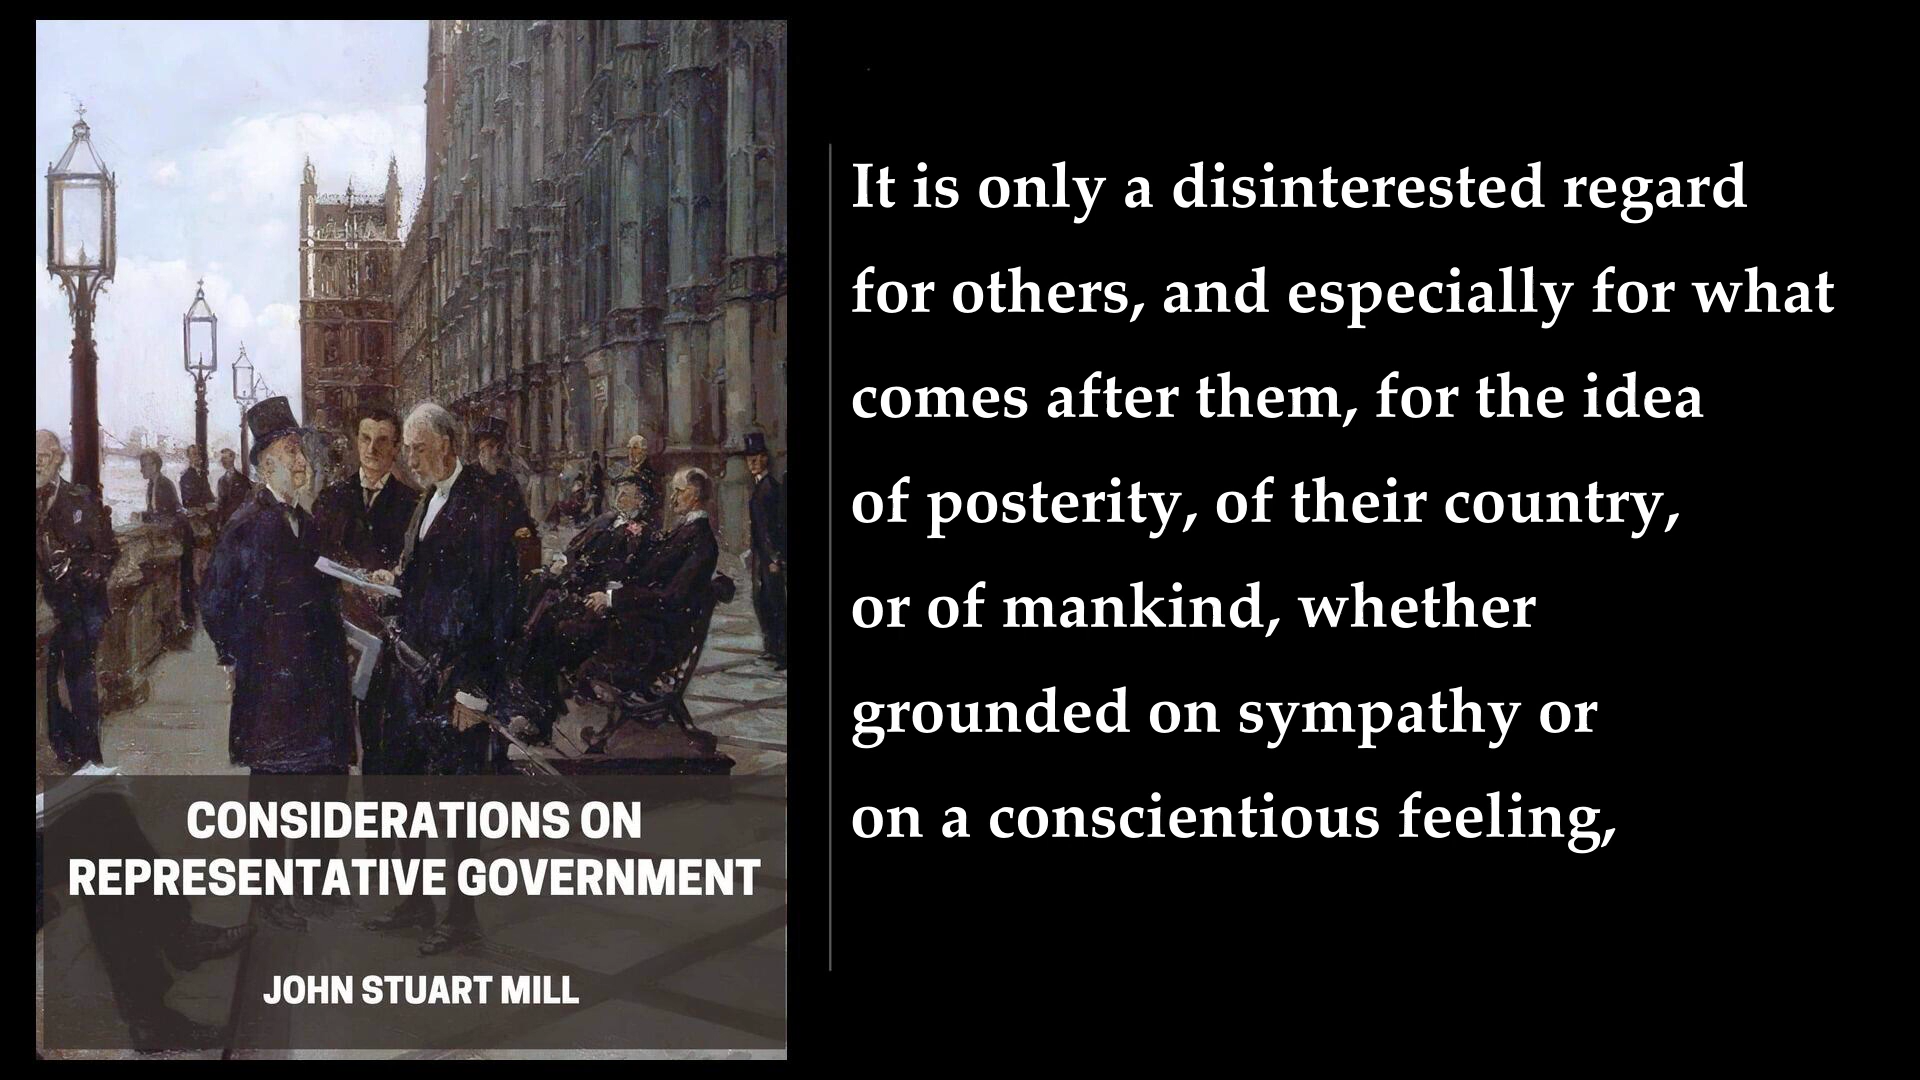 It is only a disinterested regard
for others, and especially for what
comes after them, for the idea
of posterity, of their country,
or of mankind, whether
grounded on sympathy or
on a conscientious feeling,
CONSIDERATIONS ON
REPRESENTATIVE GOVERNMENT
JOHN STUART MILL